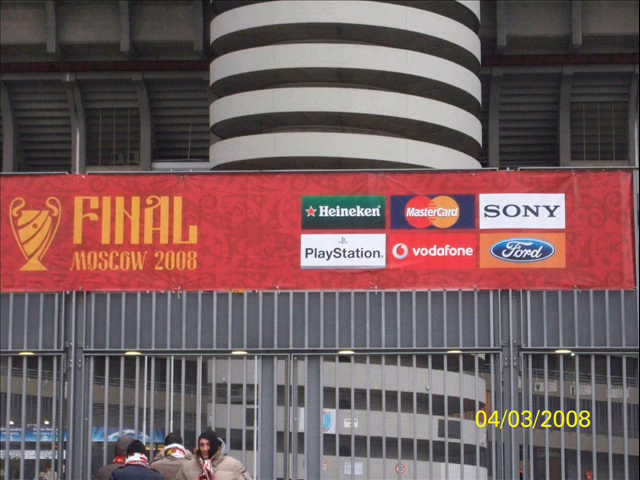 FINAL
MOSCOW 2008
Heineken
MasterCard
SONY
PlayStation
vodafone
Ford
04/03/2008